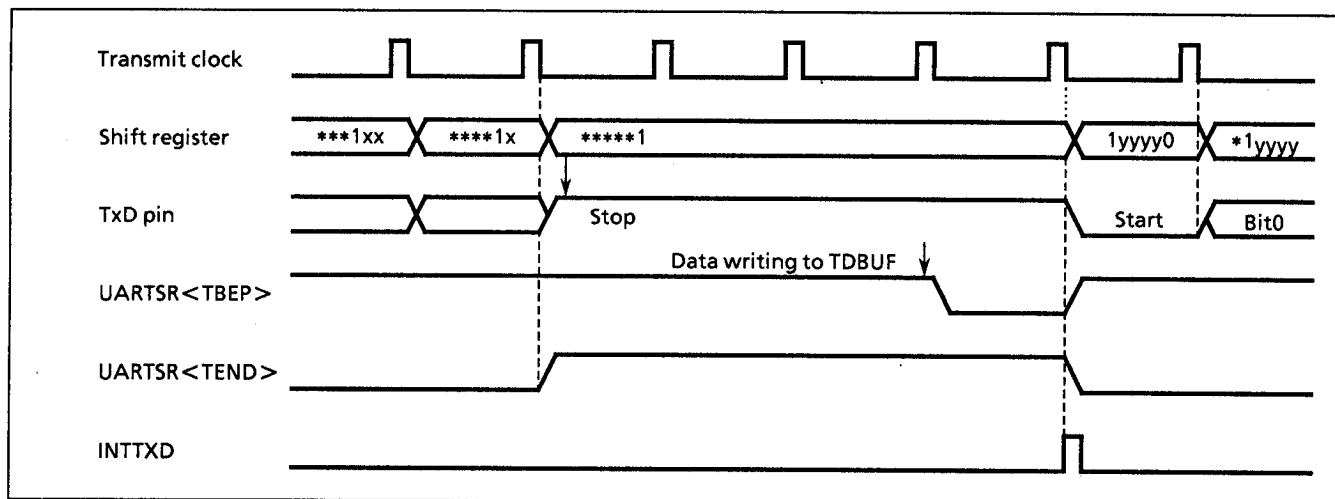 Transmit clock
Shift register
***1xx
****1x
*****1
1yyyy0
*1yyyy
TxD pin
Stop
Start
Bit0
Data writing to TDBUF
UARTSR<TBEP>
UARTSR<TEND>
INTTXD